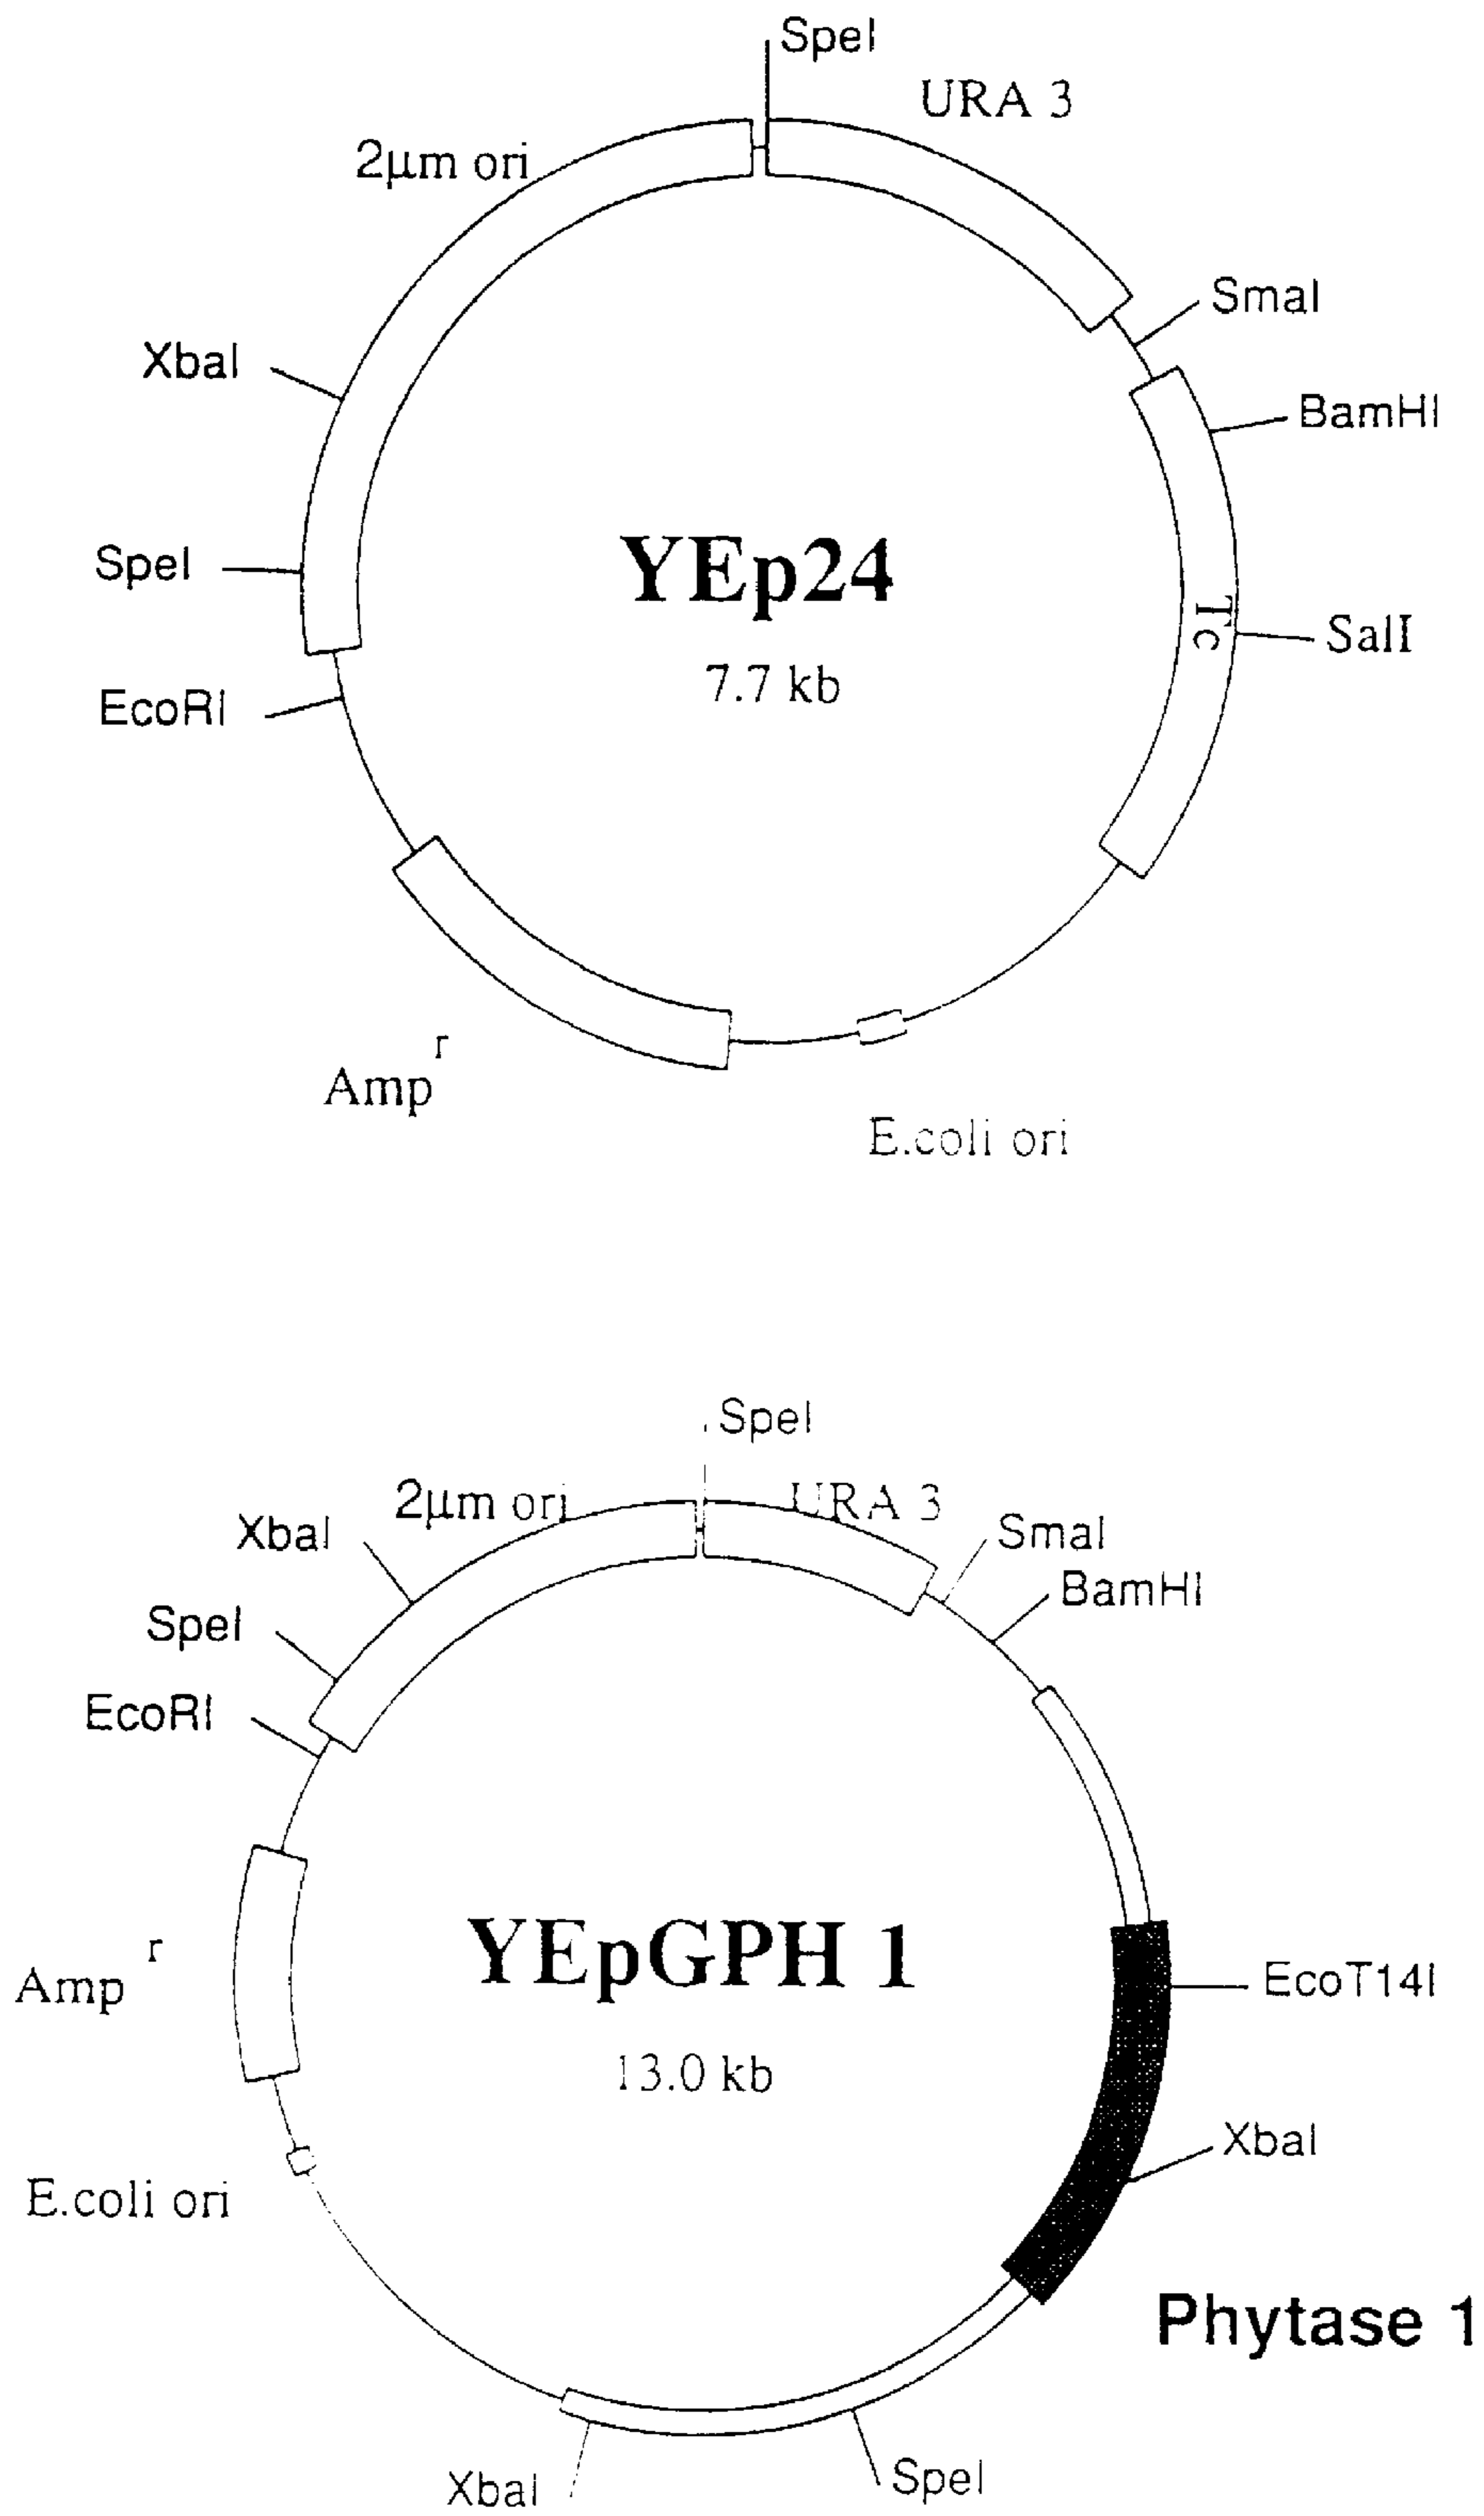 SpeI
URA 3
2µm ori
SmaI
XbaI
BamHI
YEp24
SpeI
Tc
SalI
7.7 kb
EcoRI
Amp r
E.coli ori
SpeI
2µm ori
URA 3
XbaI
SmaI
BamHI
SpeI
EcoRI
YEpGPH 1
Amp r
EcoT14I
13.0 kb
XbaI
E.coli ori
Phytase 1
XbaI
SpeI